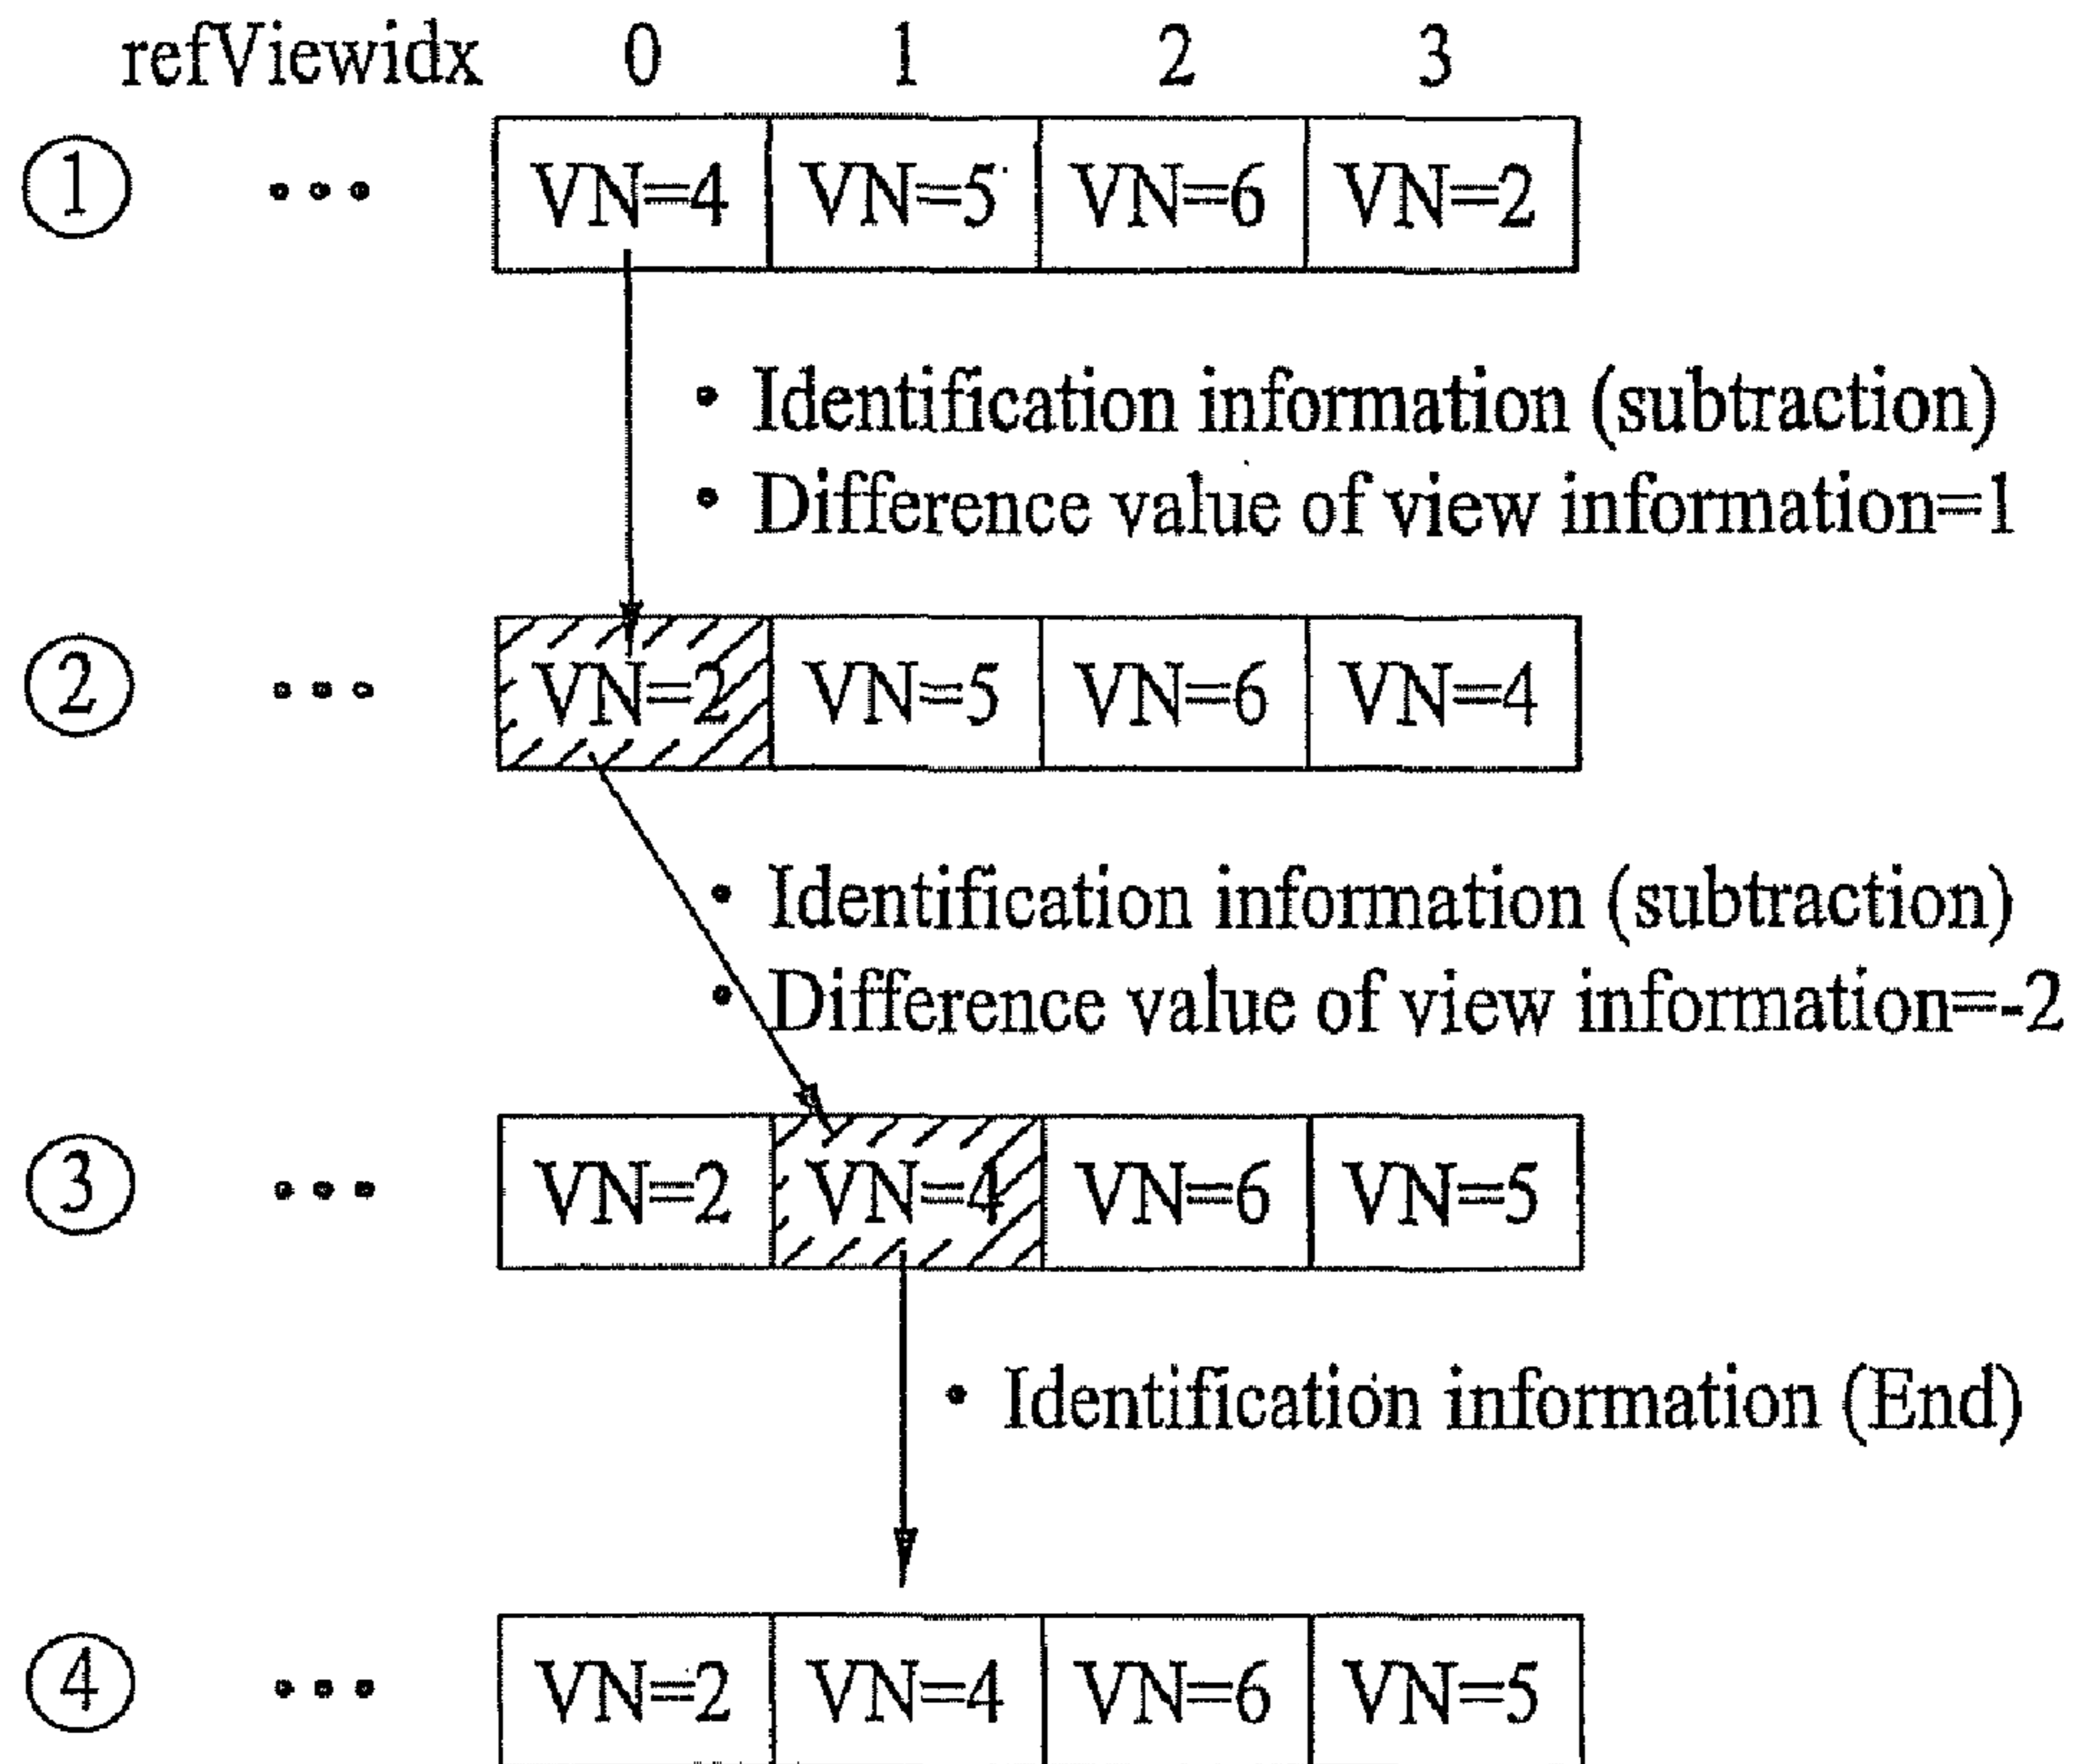 refViewidx 0 1 2 3
① ••• VN=4 VN=5 VN=6 VN=2
• Identification information (subtraction)
• Difference value of view information=1
② ••• VN=2 VN=5 VN=6 VN=4
• Identification information (subtraction)
• Difference value of view information=-2
③ ••• VN=2 VN=4 VN=6 VN=5
• Identification information (End)
④ ••• VN=2 VN=4 VN=6 VN=5